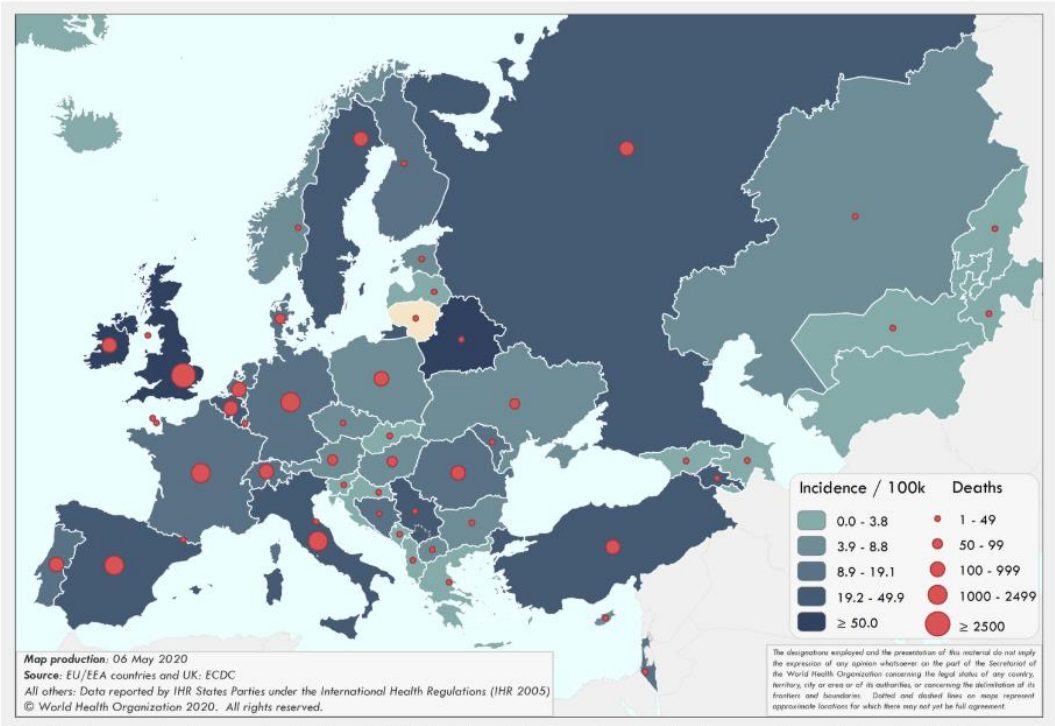 Incidence / 100k Deaths
0.0 - 3.8 1 - 49
3.9 - 8.8 50 - 99
8.9 - 19.1 100 - 999
19.2 - 49.9 1000 - 2499
≥ 50.0 ≥ 2500
Map production: 06 May 2020
Source: EU/EEA countries and UK: ECDC
All others: Data reported by IHR States Parties under the International Health Regulations (IHR 2005)
© World Health Organization 2020. All rights reserved.
The designations employed and the presentation of this material do not imply
the expression of any opinion whatsoever on the part of the Secretariat of
the World Health Organization concerning the legal status of any country,
territory, city or area or of its authorities, or concerning the delimitation of its
frontiers and boundaries. Dotted and dashed lines on maps represent
approximate locations for which there may not yet be full agreement.